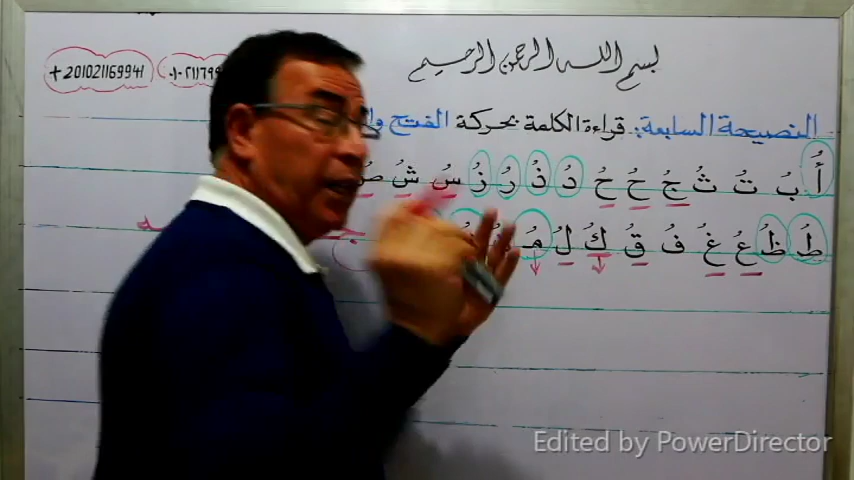 بسم الله الرحمن الرحيم
+201021169941
النصيحة السابعة: قراءة الكلمة بحركة الفتح
أُ بُ تُ ثُ جُ حُ خُ دُ ذُ رُ زُ سُ شُ صُ
طُ ظُ عُ غُ فُ قُ كُ لُ مُ
Edited by PowerDirector